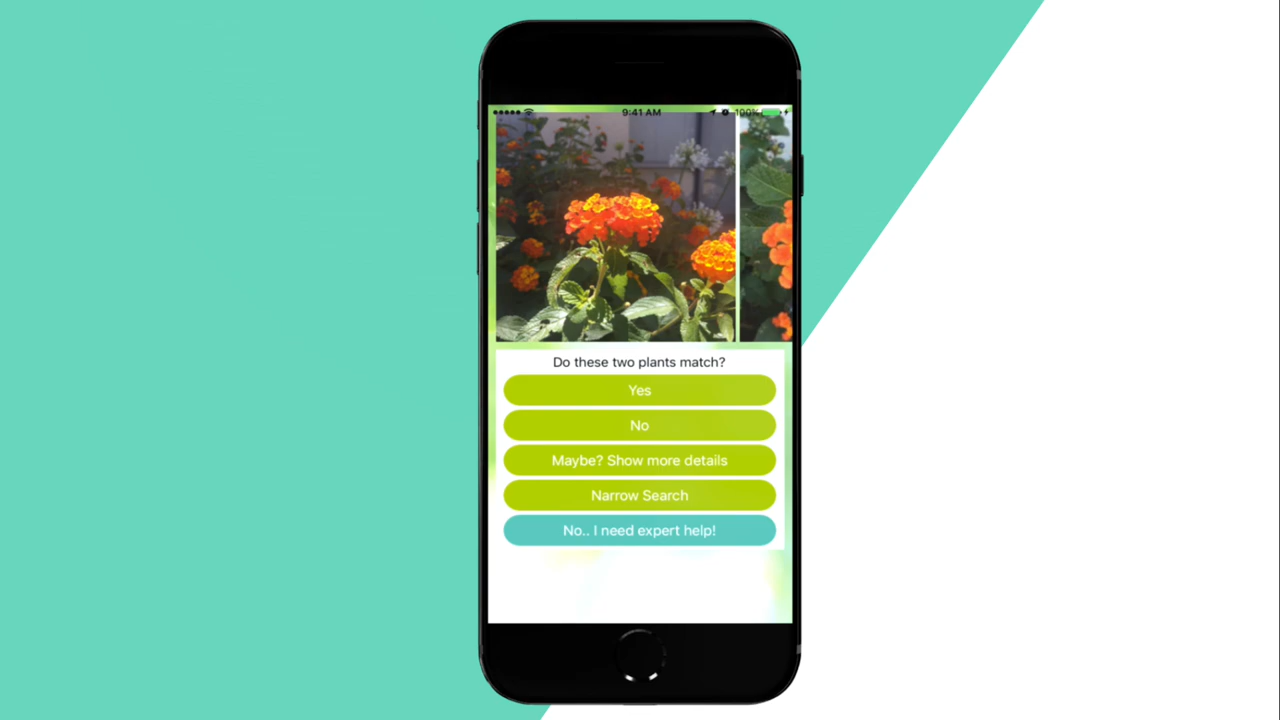 9:41 AM
100%
Do these two plants match?
Yes
No
Maybe? Show more details
Narrow Search
No.. I need expert help!